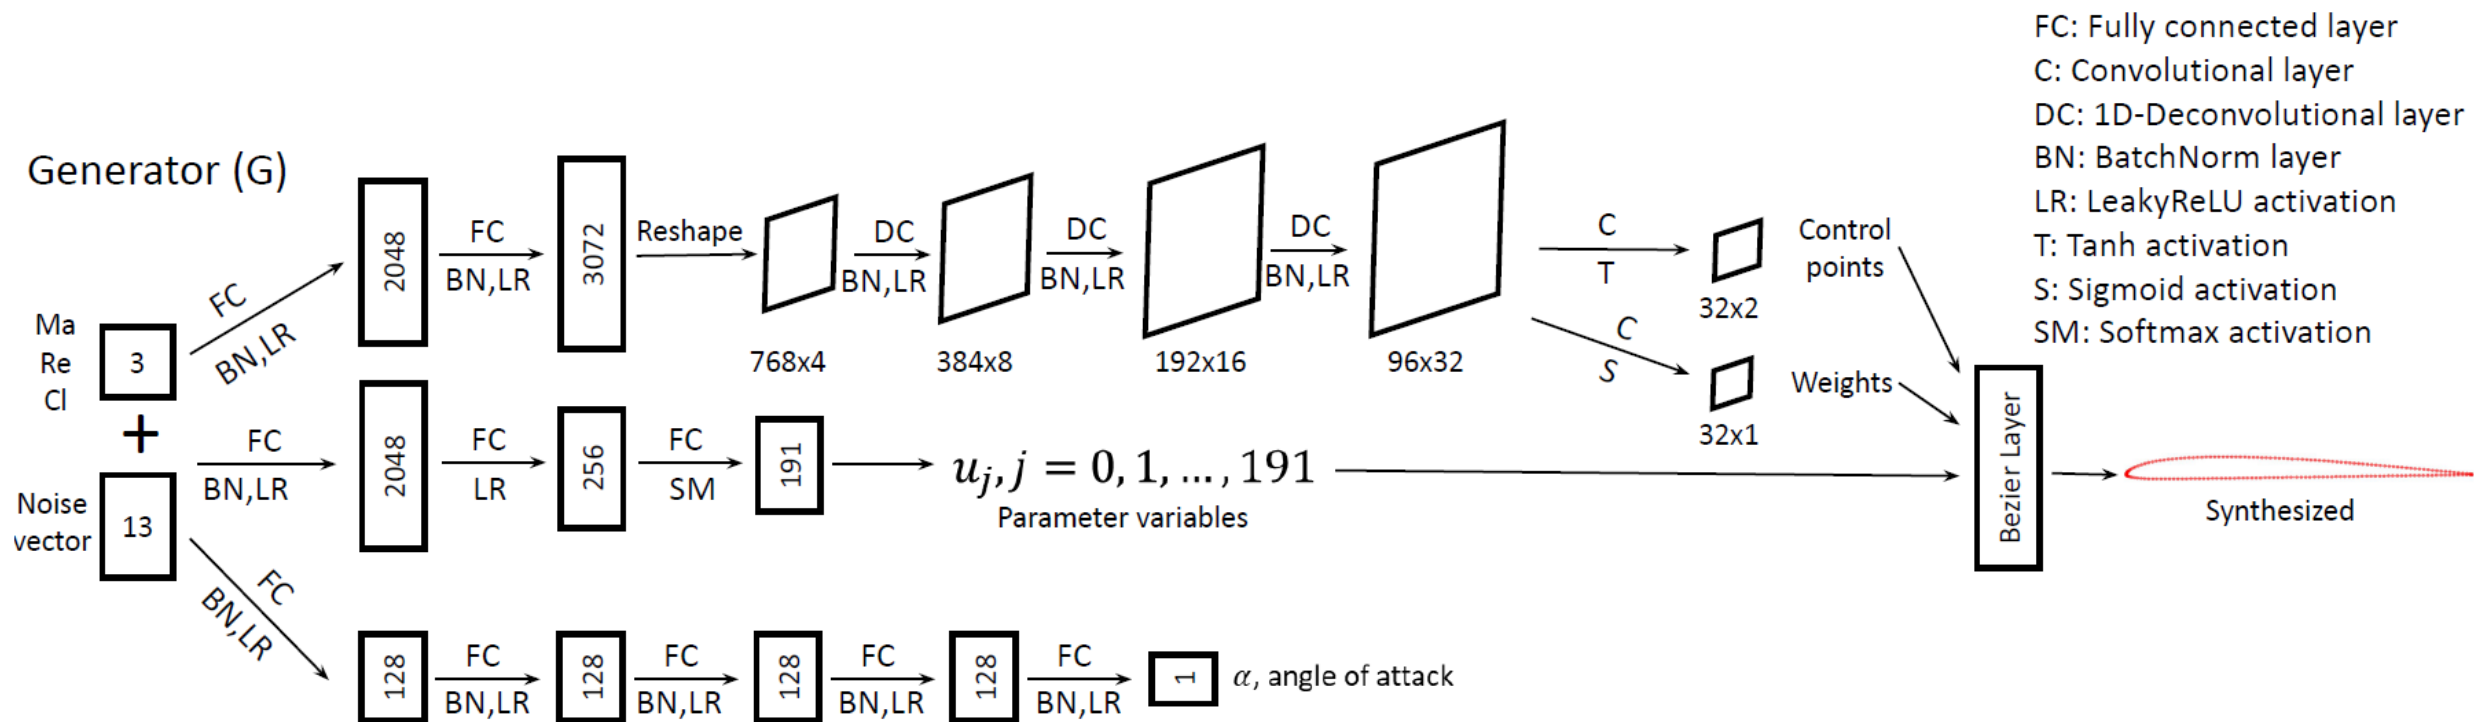 FC: Fully connected layer
C: Convolutional layer
DC: 1D-Deconvolutional layer
BN: BatchNorm layer
LR: LeakyReLU activation
T: Tanh activation
S: Sigmoid activation
SM: Softmax activation
Generator (G)
Ma
Re
Cl
3
+
Noise
vector
13
FC
BN,LR
2048
FC
BN,LR
3072
Reshape
768x4
DC
BN,LR
384x8
DC
BN,LR
192x16
DC
BN,LR
96x32
C
T
32x2
Control
points
C
S
32x1
Weights
FC
BN,LR
2048
FC
LR
256
FC
SM
191
u_j, j = 0, 1, …, 191
Parameter variables
Bezier Layer
Synthesized
FC
BN,LR
128
FC
BN,LR
128
FC
BN,LR
128
FC
BN,LR
128
FC
BN,LR
1
α, angle of attack